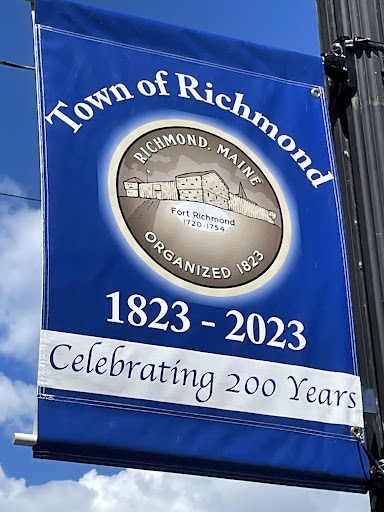 Town of Richmond
RICHMOND, MAINE
Fort Richmond
1720-1754
ORGANIZED 1823
1823 - 2023
Celebrating 200 Years